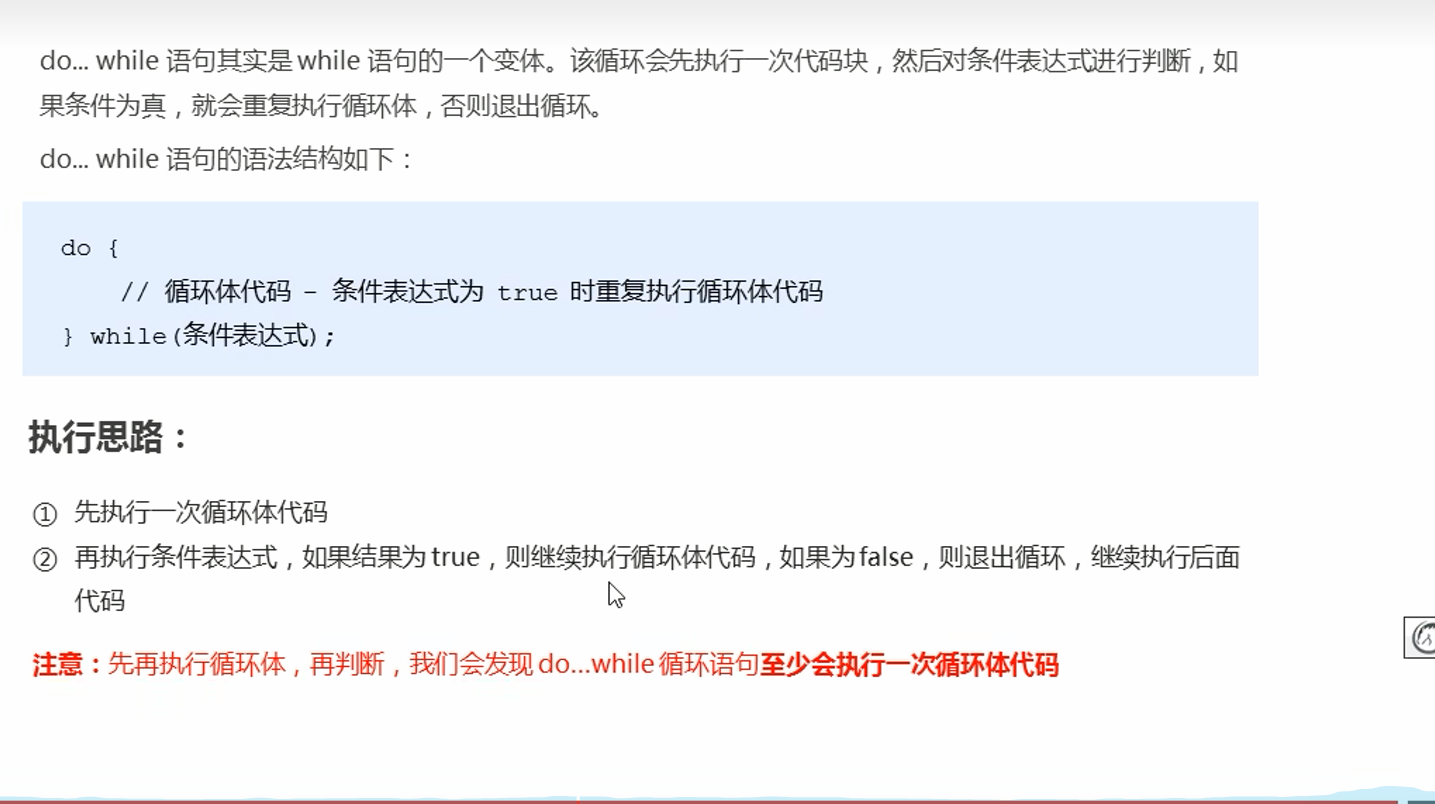 do... while 语句其实是 while 语句的一个变体。该循环会先执行一次代码块，然后对条件表达式进行判断，如
果条件为真，就会重复执行循环体，否则退出循环。
do... while 语句的语法结构如下：
do {
// 循环体代码 - 条件表达式为 true 时重复执行循环体代码
} while(条件表达式);
执行思路：
① 先执行一次循环体代码
② 再执行条件表达式，如果结果为 true，则继续执行循环体代码，如果为 false，则退出循环，继续执行后面
代码
注意：先再执行循环体，再判断，我们会发现 do...while 循环语句至少会执行一次循环体代码